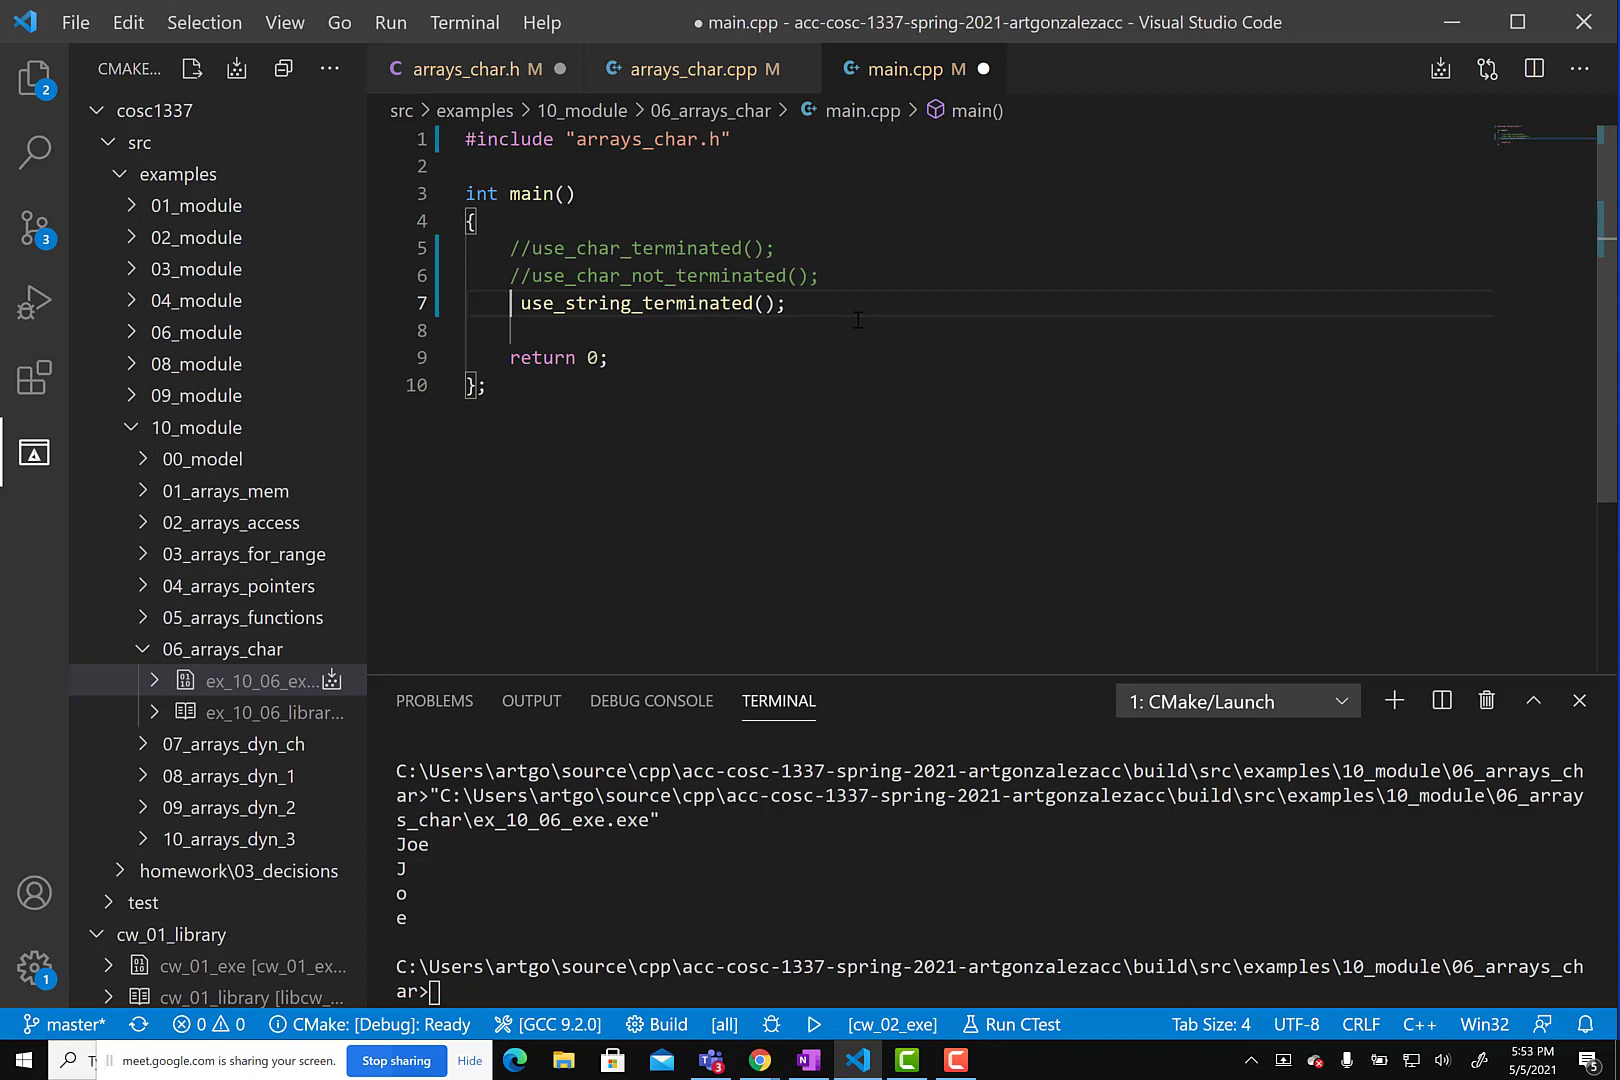 File Edit Selection View Go Run Terminal Help
● main.cpp - acc-cosc-1337-spring-2021-artgonzalezacc - Visual Studio Code
CMAKE...
C arrays_char.h M
arrays_char.cpp M
main.cpp M
src > examples > 10_module > 06_arrays_char > main.cpp > main()
2
3
1
cosc1337
src
examples
01_module
02_module
03_module
04_module
06_module
08_module
09_module
10_module
00_model
01_arrays_mem
02_arrays_access
03_arrays_for_range
04_arrays_pointers
05_arrays_functions
06_arrays_char
ex_10_06_ex...
ex_10_06_librar...
07_arrays_dyn_ch
08_arrays_dyn_1
09_arrays_dyn_2
10_arrays_dyn_3
homework\03_decisions
test
cw_01_library
cw_01_exe [cw_01_ex...
cw_01_library [libcw_...
1 #include "arrays_char.h"
2
3 int main()
4 {
5 //use_char_terminated();
6 //use_char_not_terminated();
7 use_string_terminated();
8
9 return 0;
10 };
PROBLEMS OUTPUT DEBUG CONSOLE TERMINAL
1: CMake/Launch
C:\Users\artgo\source\cpp\acc-cosc-1337-spring-2021-artgonzalezacc\build\src\examples\10_module\06_arrays_ch
ar>"C:\Users\artgo\source\cpp\acc-cosc-1337-spring-2021-artgonzalezacc\build\src\examples\10_module\06_array
s_char\ex_10_06_exe.exe"
Joe
J
o
e
C:\Users\artgo\source\cpp\acc-cosc-1337-spring-2021-artgonzalezacc\build\src\examples\10_module\06_arrays_ch
ar>
master* 0 0 CMake: [Debug]: Ready [GCC 9.2.0] Build [all] [cw_02_exe] Run CTest Tab Size: 4 UTF-8 CRLF C++ Win32
meet.google.com is sharing your screen. Stop sharing Hide
3
5:53 PM
5/5/2021
5